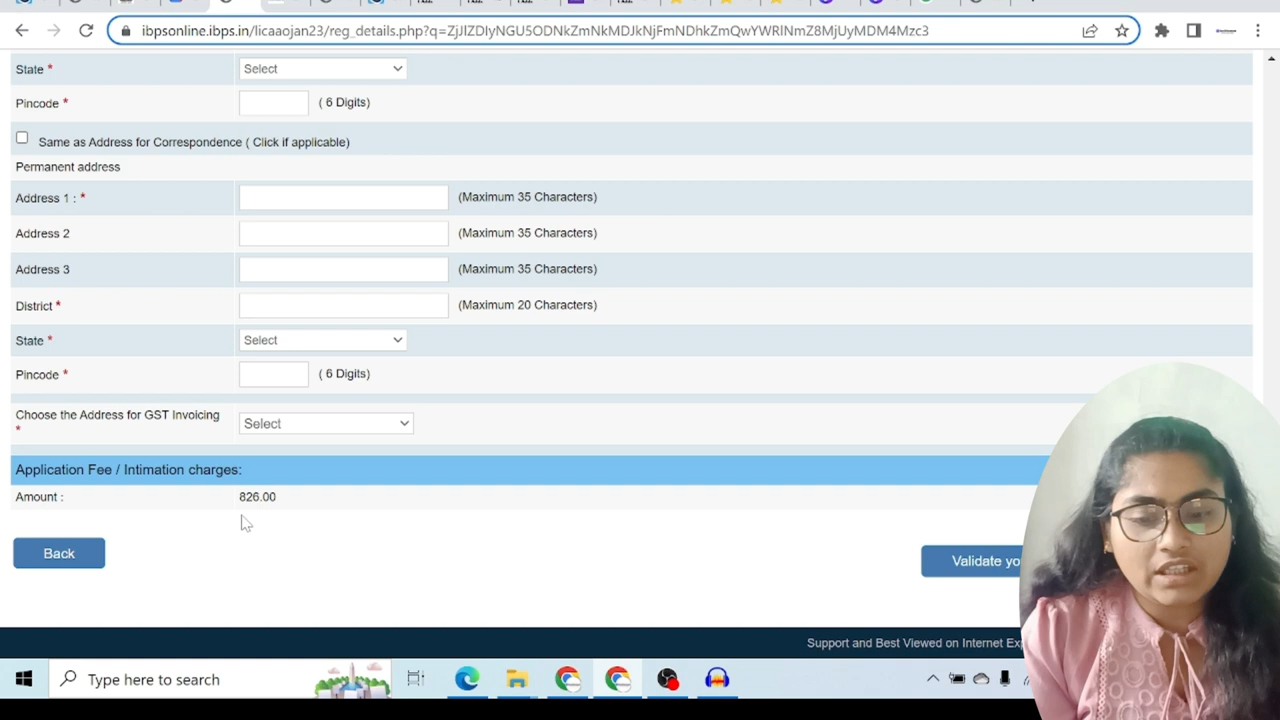 ibpsonline.ibps.in/licaaojan23/reg_details.php?q=ZjJIZDIyNGU5ODNkZmNkMDJkNjFmNDhkZmQwYWRlNmZ8MjUyMDM4Mzc3
State * Select
Pincode * ( 6 Digits)
Same as Address for Correspondence ( Click if applicable)
Permanent address
Address 1 : * (Maximum 35 Characters)
Address 2 (Maximum 35 Characters)
Address 3 (Maximum 35 Characters)
District * (Maximum 20 Characters)
State * Select
Pincode * ( 6 Digits)
Choose the Address for GST Invoicing
* Select
Application Fee / Intimation charges:
Amount : 826.00
Back
Validate yo
Support and Best Viewed on Internet Exp
Type here to search